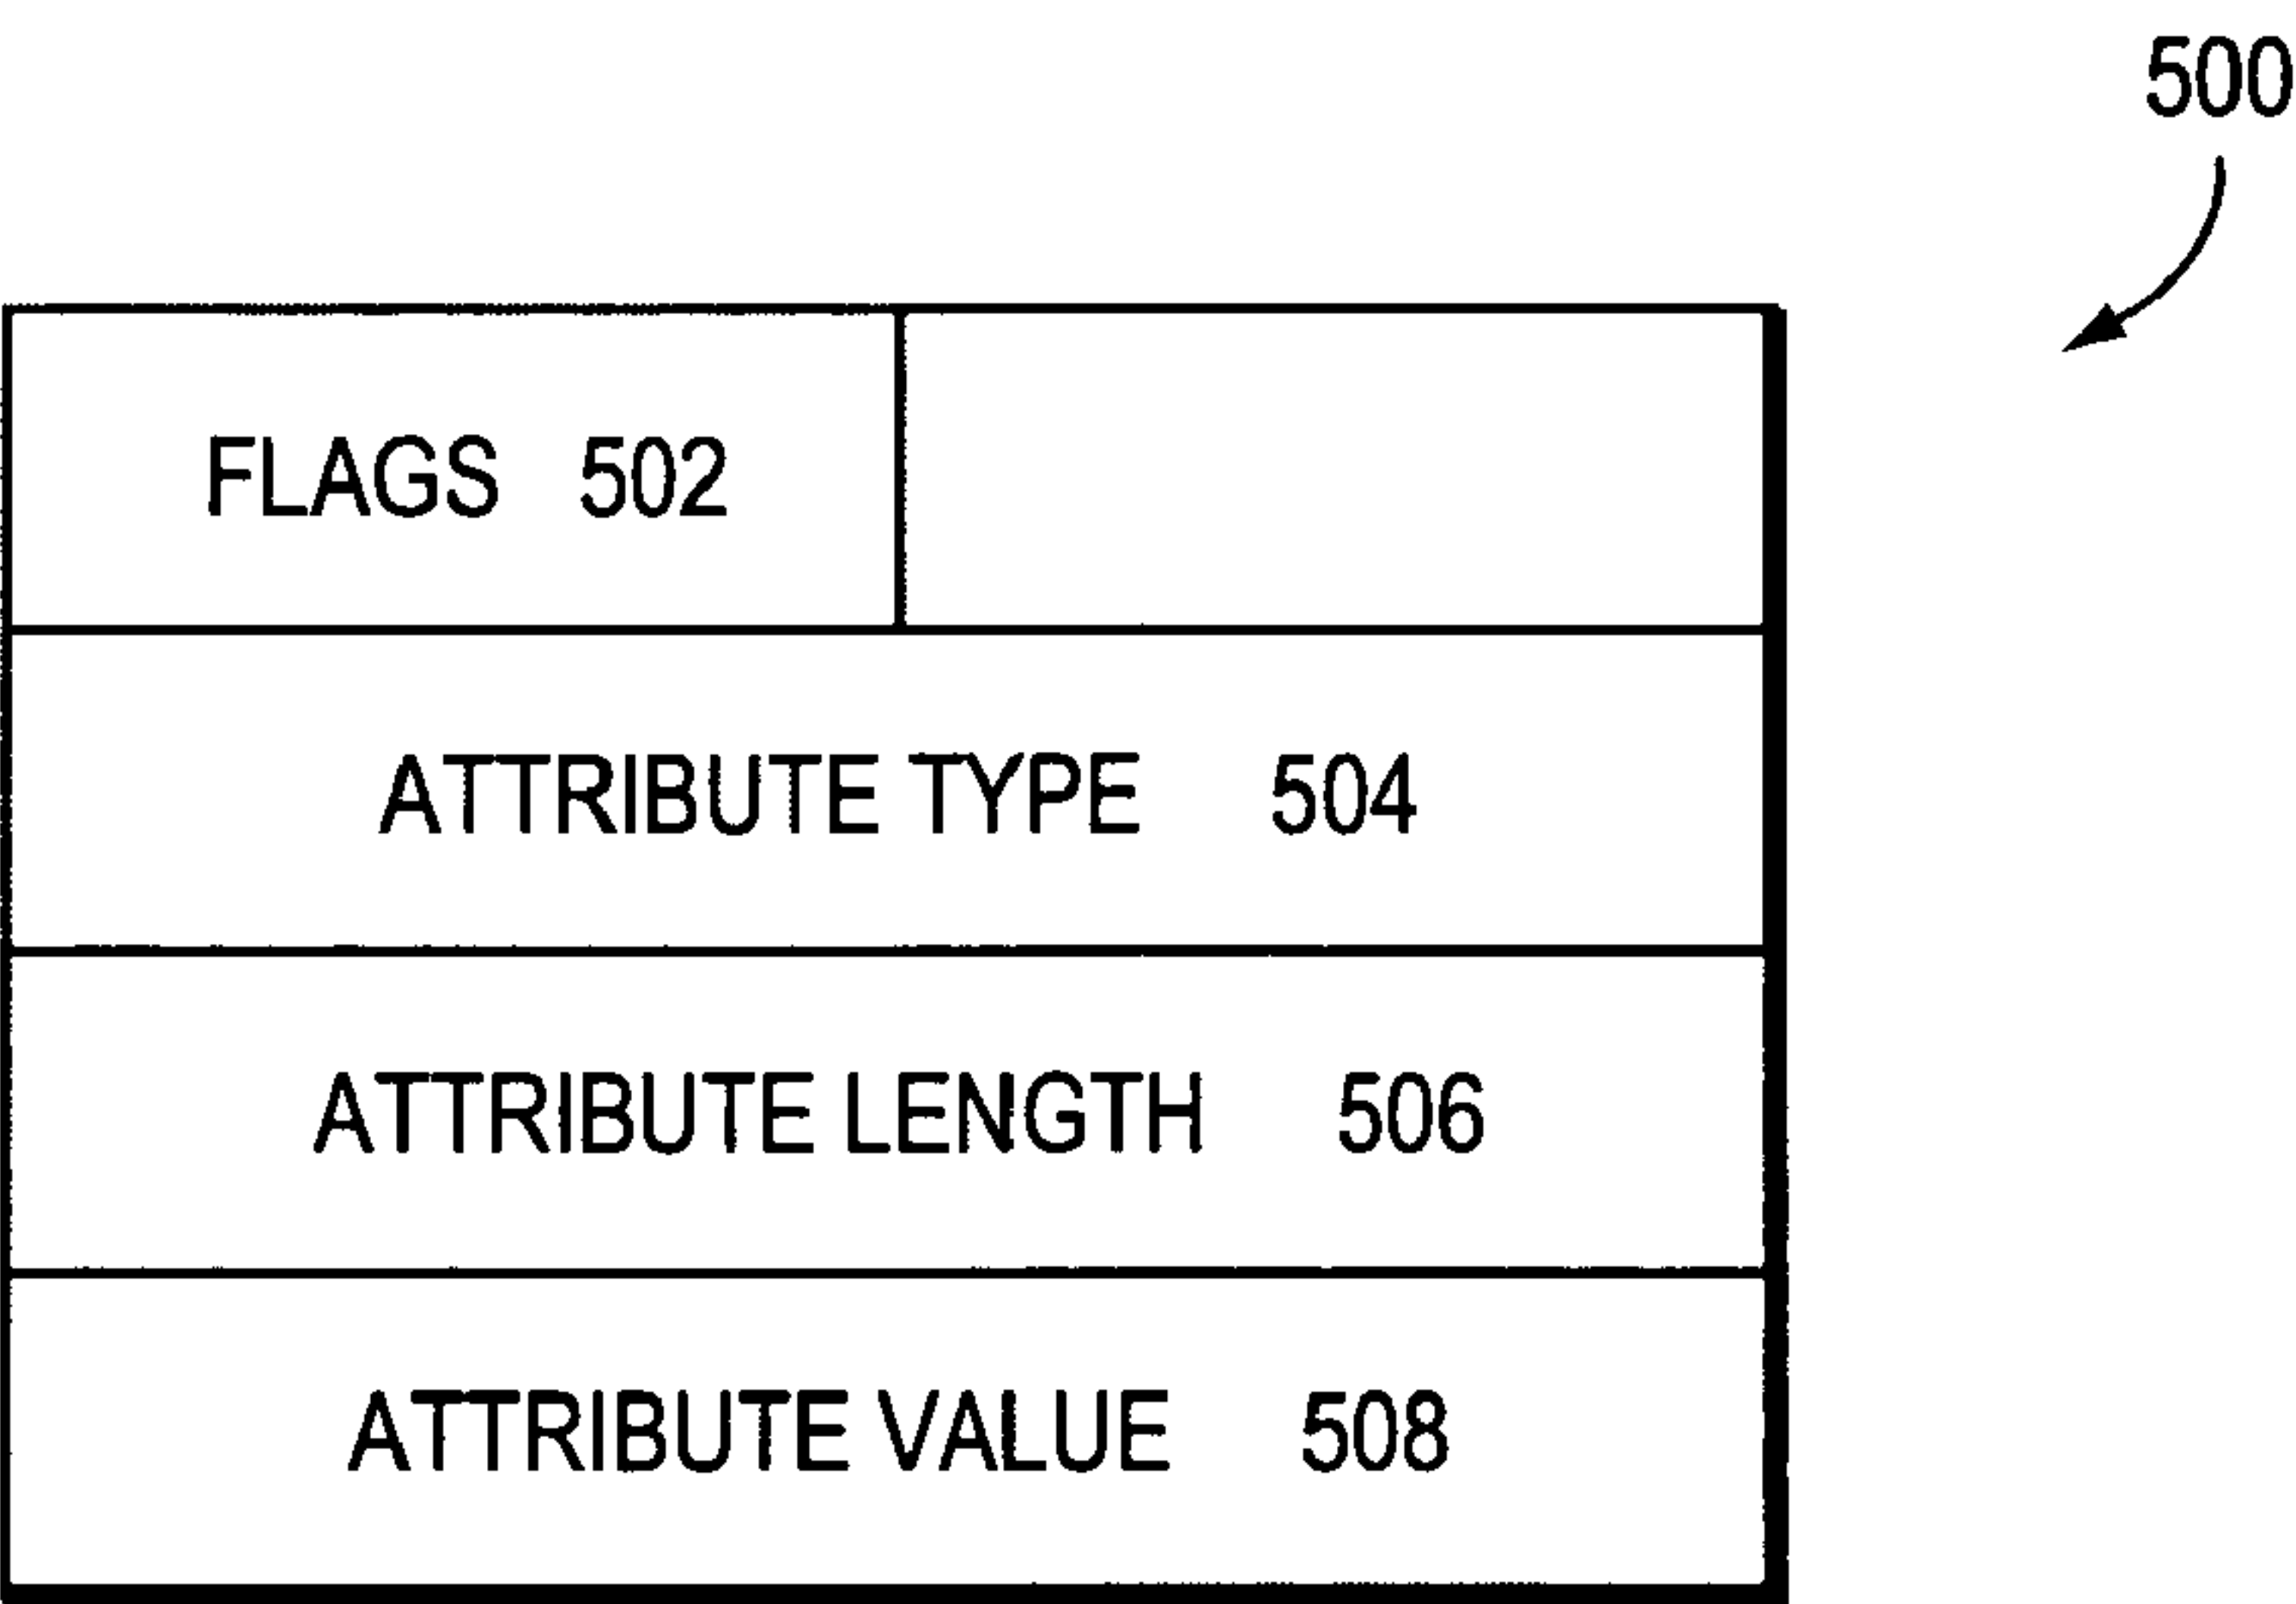 500
FLAGS 502
ATTRIBUTE TYPE 504
ATTRIBUTE LENGTH 506
ATTRIBUTE VALUE 508